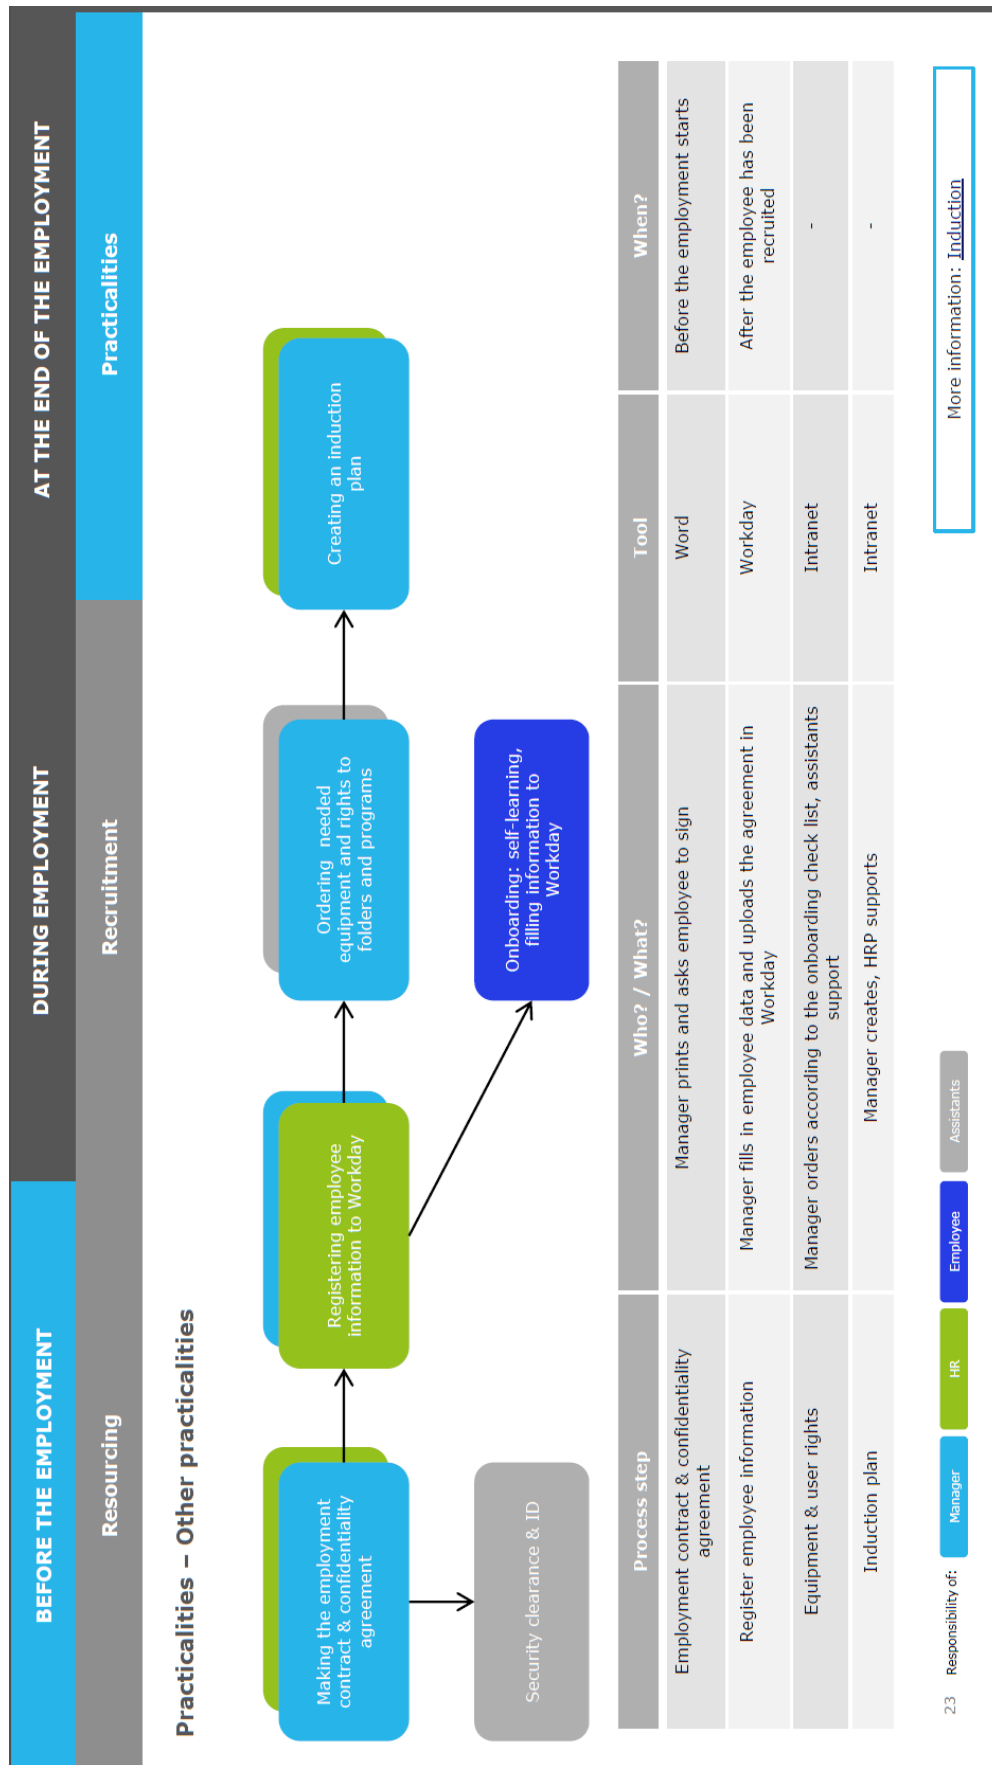 BEFORE THE EMPLOYMENT
DURING EMPLOYMENT
AT THE END OF THE EMPLOYMENT
Resourcing
Recruitment
Practicalities
Practicalities – Other practicalities
Making the employment
contract & confidentiality
agreement
Registering employee
information to Workday
Ordering needed
equipment and rights to
folders and programs
Creating an induction
plan
Security clearance & ID
Onboarding: self-learning,
filling information to
Workday
Process step
Who? / What?
Tool
When?
Employment contract & confidentiality
agreement
Manager prints and asks employee to sign
Word
Before the employment starts
Register employee information
Manager fills in employee data and uploads the agreement in
Workday
Workday
After the employee has been
recruited
Equipment & user rights
Manager orders according to the onboarding check list, assistants
support
Intranet
-
Induction plan
Manager creates, HRP supports
Intranet
-
23
Responsibility of:
Manager
HR
Employee
Assistants
More information: Induction